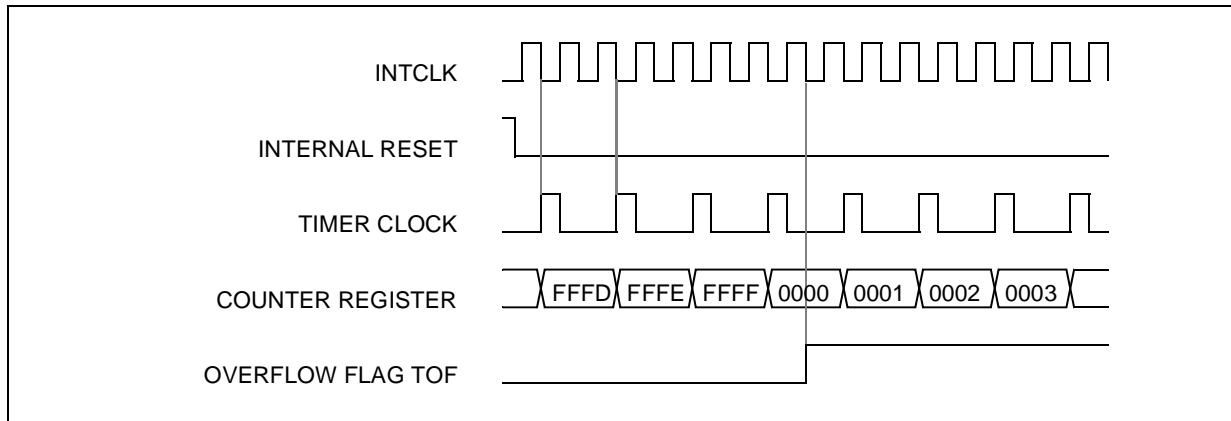 INTCLK
INTERNAL RESET
TIMER CLOCK
COUNTER REGISTER FFFD FFFE FFFF 0000 0001 0002 0003
OVERFLOW FLAG TOF